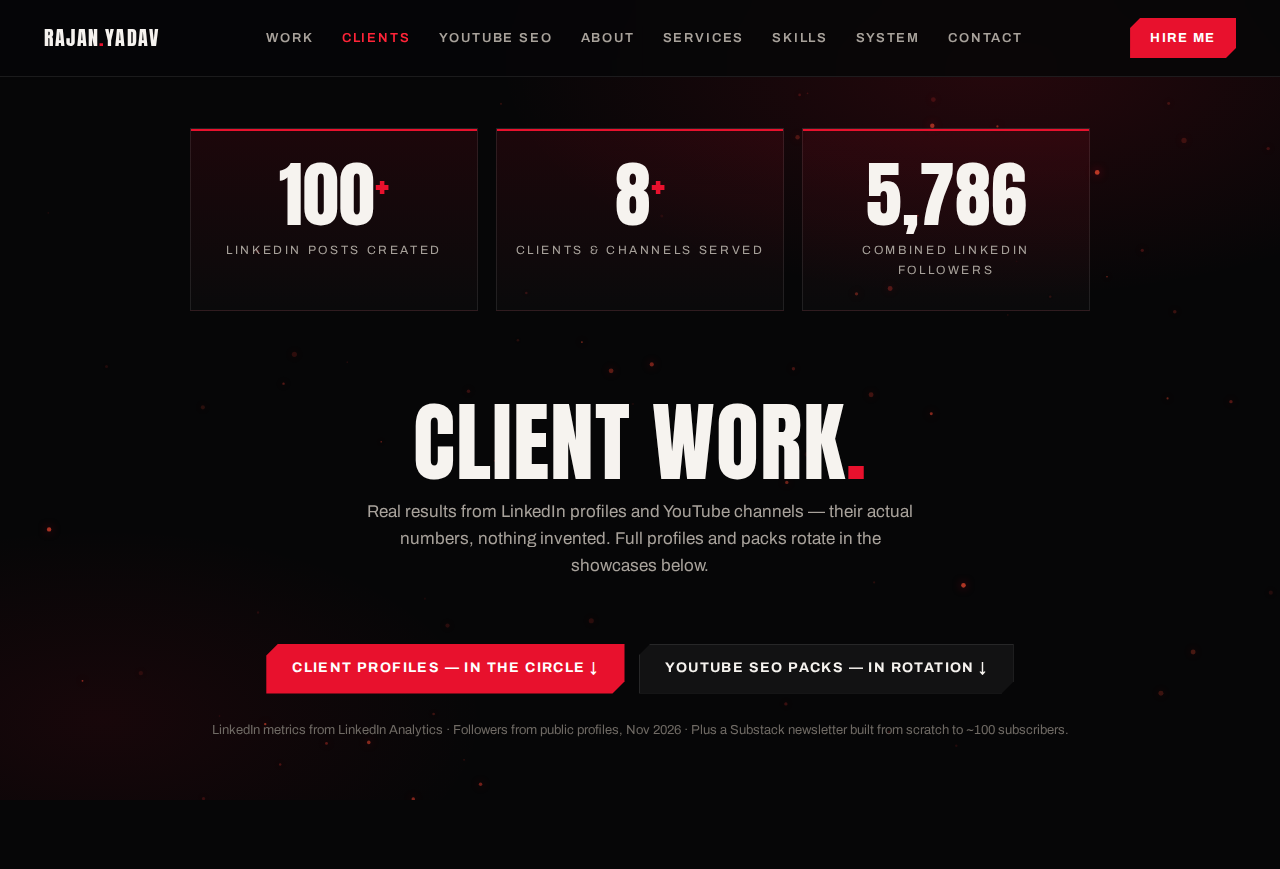 RAJAN.YADAV
WORK
CLIENTS
YOUTUBE SEO
ABOUT
SERVICES
SKILLS
SYSTEM
CONTACT
HIRE ME
100+
LINKEDIN POSTS CREATED
8+
CLIENTS & CHANNELS SERVED
5,786
COMBINED LINKEDIN
FOLLOWERS
CLIENT WORK.
Real results from LinkedIn profiles and YouTube channels — their actual
numbers, nothing invented. Full profiles and packs rotate in the
showcases below.
CLIENT PROFILES — IN THE CIRCLE ↓
YOUTUBE SEO PACKS — IN ROTATION ↓
LinkedIn metrics from LinkedIn Analytics · Followers from public profiles, Nov 2026 · Plus a Substack newsletter built from scratch to ~100 subscribers.